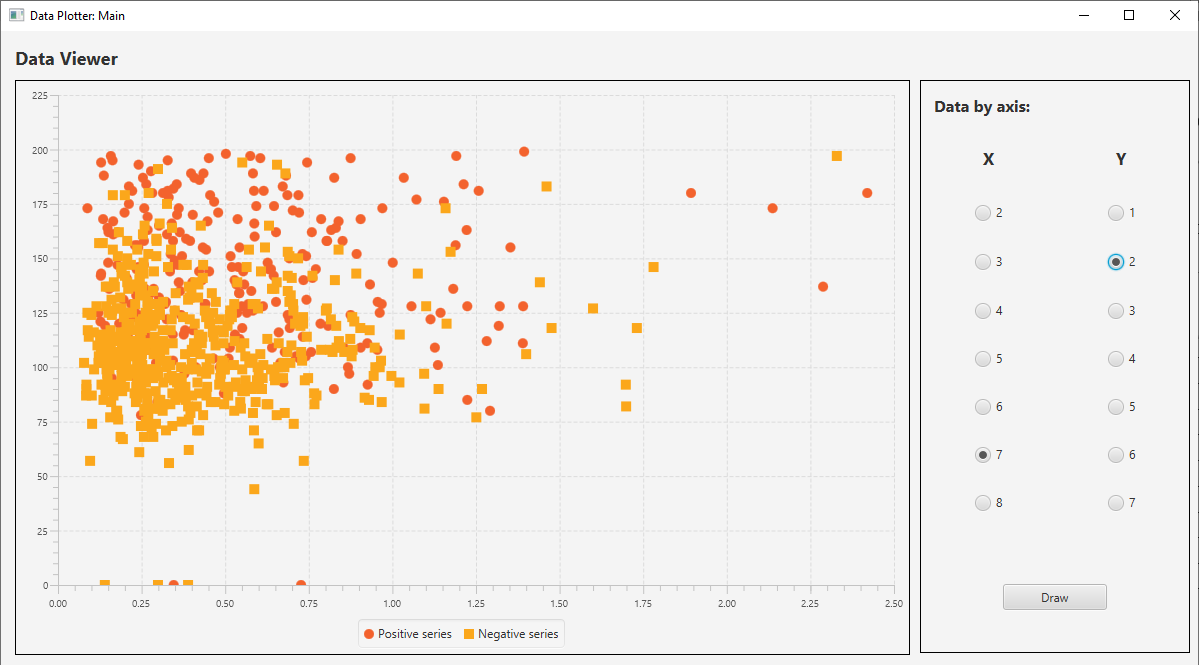 Data Plotter: Main
Data Viewer
225
200
175
150
125
100
75
50
25
0
0.00 0.25 0.50 0.75 1.00 1.25 1.50 1.75 2.00 2.25 2.50
Positive series Negative series
Data by axis:
X Y
2 1
3 2
4 3
5 4
6 5
7 6
8 7
Draw